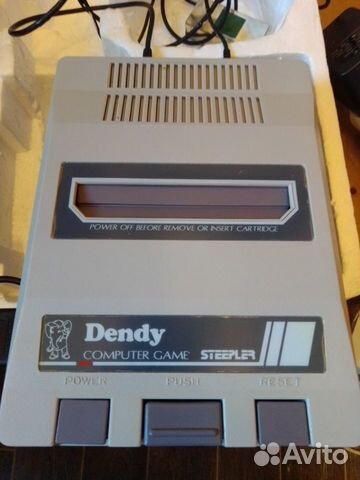 POWER OFF BEFORE REMOVE OR INSERT CARTRIDGE
Dendy
COMPUTER GAME STEEPLER
POWER PUSH RESET
Avito